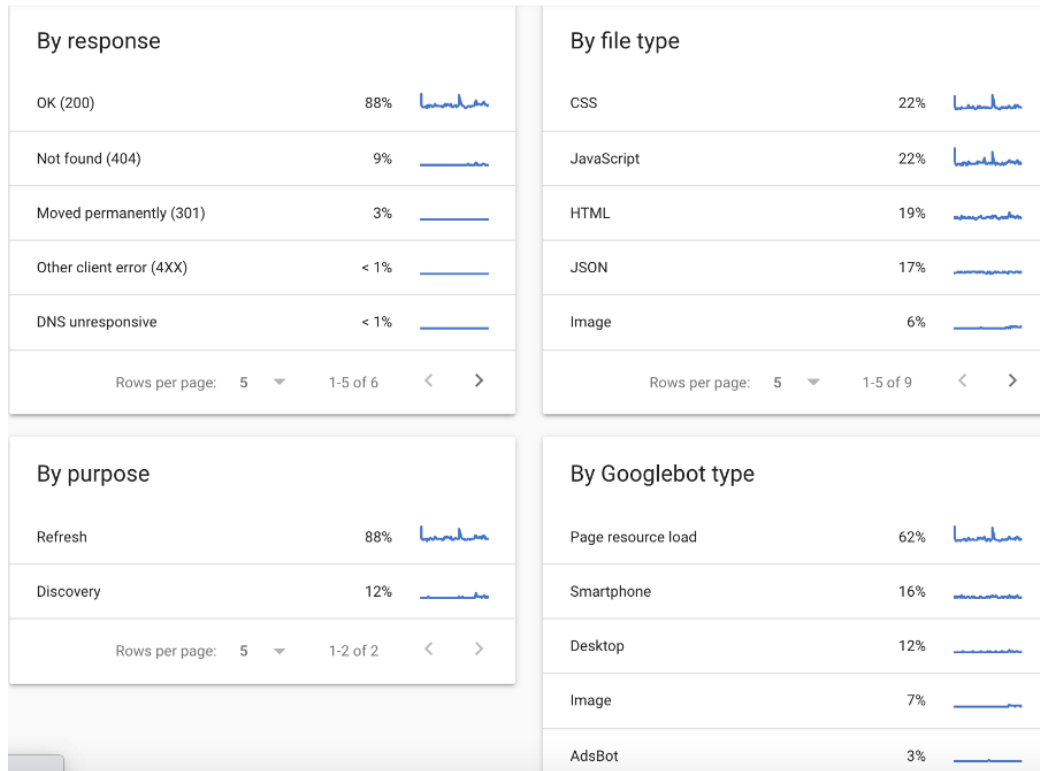 By response
OK (200) 88%
Not found (404) 9%
Moved permanently (301) 3%
Other client error (4XX) < 1%
DNS unresponsive < 1%
Rows per page: 5 1-5 of 6
By file type
CSS 22%
JavaScript 22%
HTML 19%
JSON 17%
Image 6%
Rows per page: 5 1-5 of 9
By purpose
Refresh 88%
Discovery 12%
Rows per page: 5 1-2 of 2
By Googlebot type
Page resource load 62%
Smartphone 16%
Desktop 12%
Image 7%
AdsBot 3%